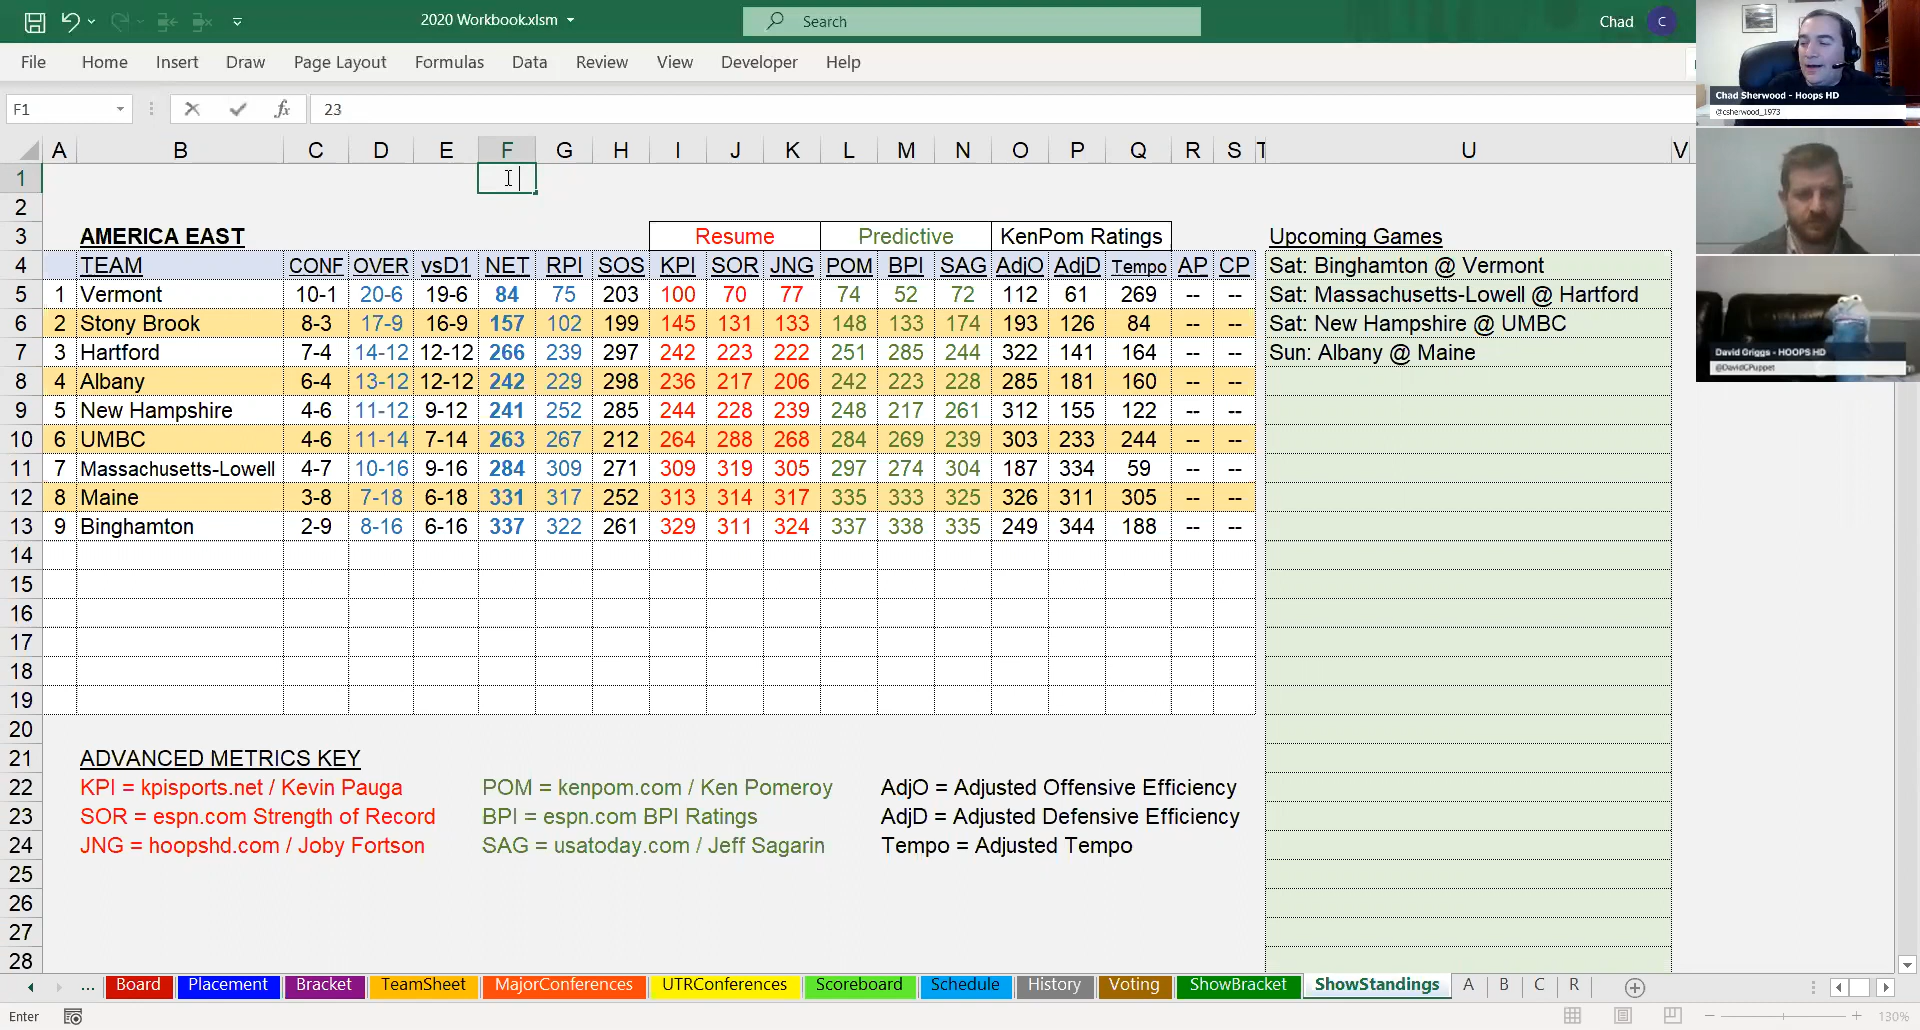 2020 Workbook.xlsm
Search
Chad
C
File Home Insert Draw Page Layout Formulas Data Review View Developer Help
F1 fx 23
A B C D E F G H I J K L M N O P Q R S T U V
1
2
3 AMERICA EAST Resume Predictive KenPom Ratings Upcoming Games
4 TEAM CONF OVER vsD1 NET RPI SOS KPI SOR JNG POM BPI SAG AdjO AdjD Tempo AP CP Sat: Binghamton @ Vermont
5 1 Vermont 10-1 20-6 19-6 84 75 203 100 70 77 74 52 72 112 61 269 -- -- Sat: Massachusetts-Lowell @ Hartford
6 2 Stony Brook 8-3 17-9 16-9 157 102 199 145 131 133 148 133 174 193 126 84 -- -- Sat: New Hampshire @ UMBC
7 3 Hartford 7-4 14-12 12-12 266 239 297 242 223 222 251 285 244 322 141 164 -- -- Sun: Albany @ Maine
8 4 Albany 6-4 13-12 12-12 242 229 298 236 217 206 242 223 228 285 181 160 -- --
9 5 New Hampshire 4-6 11-12 9-12 241 252 285 244 228 239 248 217 261 312 155 122 -- --
10 6 UMBC 4-6 11-14 7-14 263 267 212 264 288 268 284 269 239 303 233 244 -- --
11 7 Massachusetts-Lowell 4-7 10-16 9-16 284 309 271 309 319 305 297 274 304 187 334 59 -- --
12 8 Maine 3-8 7-18 6-18 331 317 252 313 314 317 335 333 325 326 311 305 -- --
13 9 Binghamton 2-9 8-16 6-16 337 322 261 329 311 324 337 338 335 249 344 188 -- --
14
15
16
17
18
19
20
21 ADVANCED METRICS KEY
22 KPI = kpisports.net / Kevin Pauga POM = kenpom.com / Ken Pomeroy AdjO = Adjusted Offensive Efficiency
23 SOR = espn.com Strength of Record BPI = espn.com BPI Ratings AdjD = Adjusted Defensive Efficiency
24 JNG = hoopshd.com / Joby Fortson SAG = usatoday.com / Jeff Sagarin Tempo = Adjusted Tempo
25
26
27
28
... Board Placement Bracket TeamSheet MajorConferences UTRConferences Scoreboard Schedule History Voting ShowBracket ShowStandings A B C R
Enter
130%
Chad Sherwood - Hoops HD
@csherwood_1973
David Griggs - HOOPS HD
@DavidCPuppet